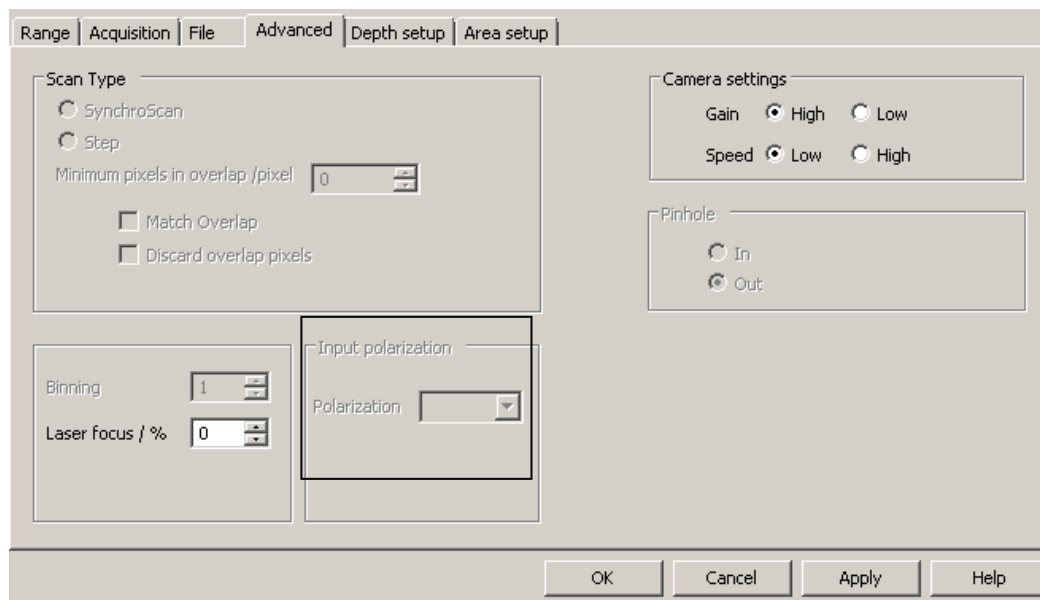 Range Acquisition File Advanced Depth setup Area setup
Scan Type
SynchroScan
Step
Minimum pixels in overlap /pixel 0
Match Overlap
Discard overlap pixels
Camera settings
Gain High Low
Speed Low High
Pinhole
In
Out
Binning 1
Laser focus / % 0
Input polarization
Polarization
OK Cancel Apply Help